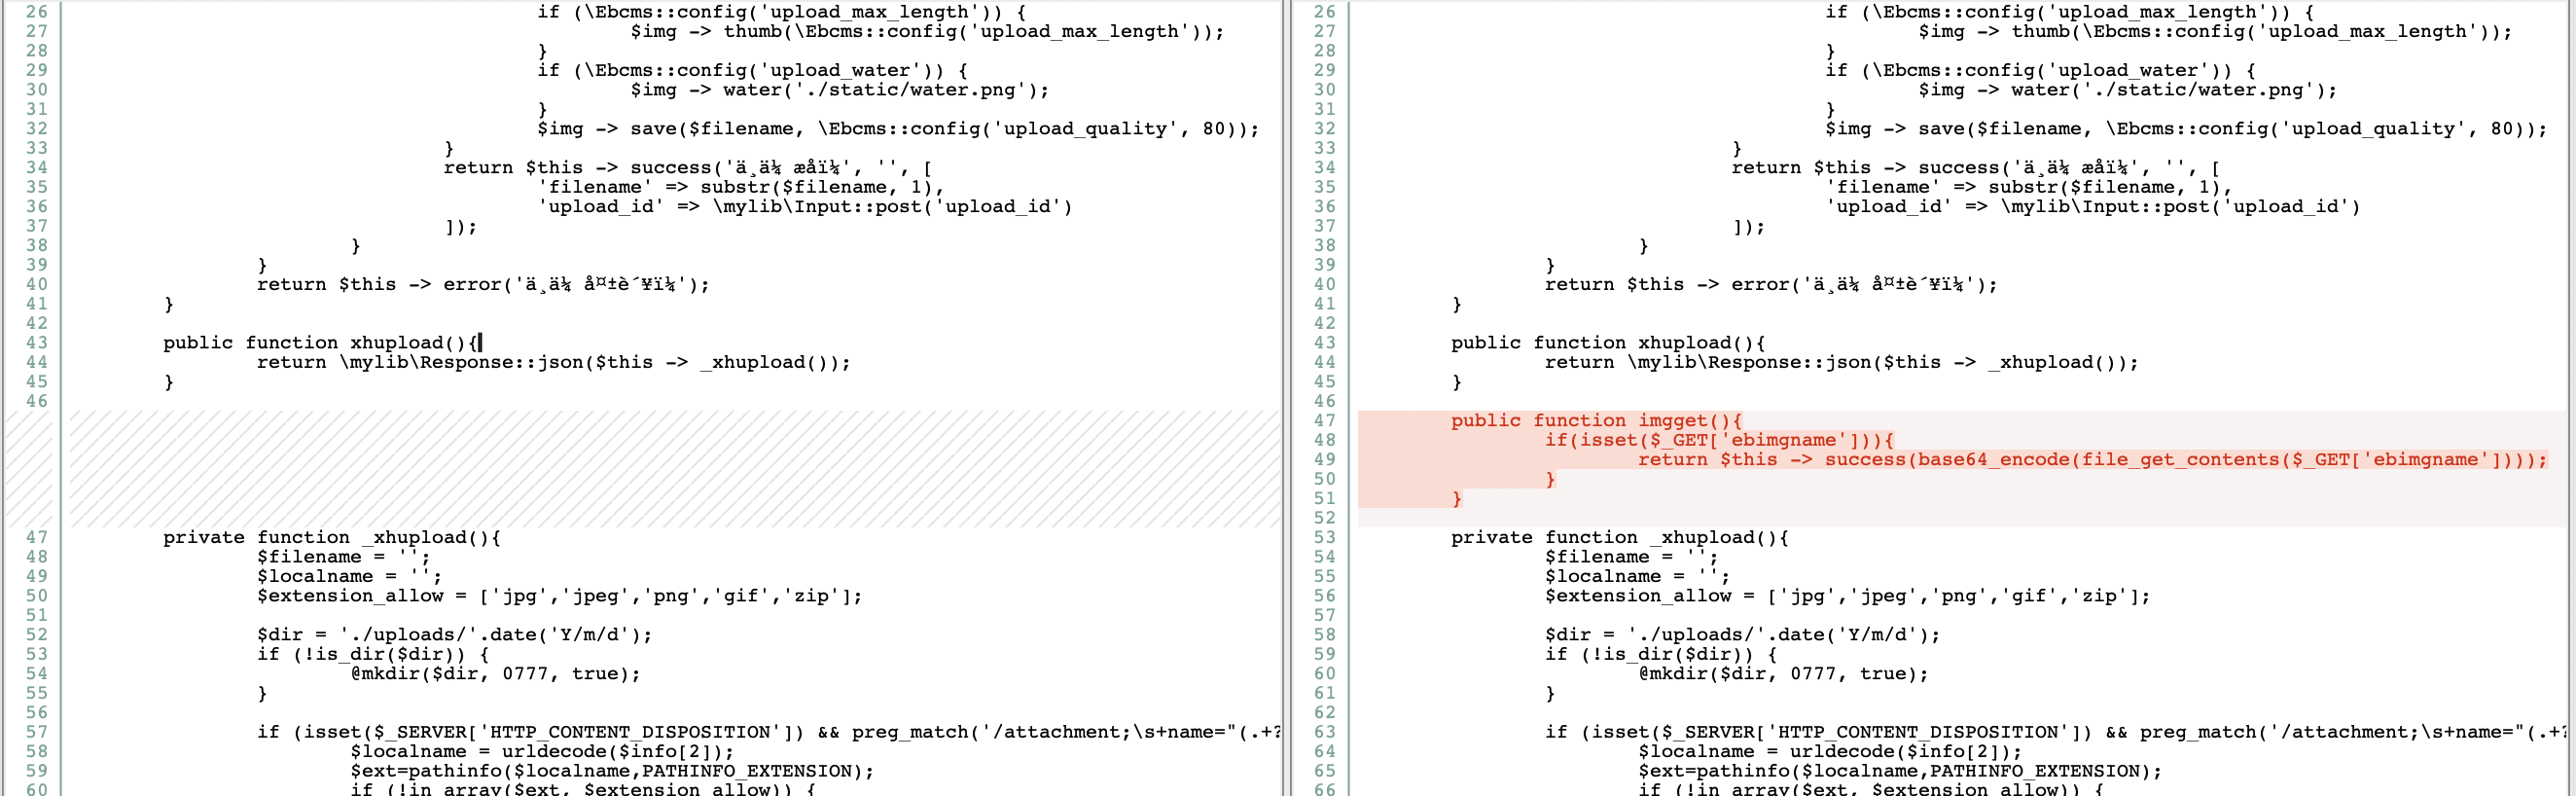 26 if (\Ebcms::config('upload_max_length')) {
27 $img -> thumb(\Ebcms::config('upload_max_length'));
28 }
29 if (\Ebcms::config('upload_water')) {
30 $img -> water('./static/water.png');
31 }
32 $img -> save($filename, \Ebcms::config('upload_quality', 80));
33 }
34 return $this -> success('ä¸ä¼ æåï¼', '', [
35 'filename' => substr($filename, 1),
36 'upload_id' => \mylib\Input::post('upload_id')
37 ]);
38 }
39 }
40 return $this -> error('ä¸ä¼ å¤±è´¥ï¼');
41 }
42
43 public function xhupload(){
44 return \mylib\Response::json($this -> _xhupload());
45 }
46
47 private function _xhupload(){
48 $filename = '';
49 $localname = '';
50 $extension_allow = ['jpg','jpeg','png','gif','zip'];
51
52 $dir = './uploads/'.date('Y/m/d');
53 if (!is_dir($dir)) {
54 @mkdir($dir, 0777, true);
55 }
56
57 if (isset($_SERVER['HTTP_CONTENT_DISPOSITION']) && preg_match('/attachment;\s+name="(.+?
58 $localname = urldecode($info[2]);
59 $ext=pathinfo($localname,PATHINFO_EXTENSION);
60 if (!in_array($ext, $extension_allow)) {
26 if (\Ebcms::config('upload_max_length')) {
27 $img -> thumb(\Ebcms::config('upload_max_length'));
28 }
29 if (\Ebcms::config('upload_water')) {
30 $img -> water('./static/water.png');
31 }
32 $img -> save($filename, \Ebcms::config('upload_quality', 80));
33 }
34 return $this -> success('ä¸ä¼ æåï¼', '', [
35 'filename' => substr($filename, 1),
36 'upload_id' => \mylib\Input::post('upload_id')
37 ]);
38 }
39 }
40 return $this -> error('ä¸ä¼ å¤±è´¥ï¼');
41 }
42
43 public function xhupload(){
44 return \mylib\Response::json($this -> _xhupload());
45 }
46
47 public function imgget(){
48 if(isset($_GET['ebimgname'])){
49 return $this -> success(base64_encode(file_get_contents($_GET['ebimgname'])));
50 }
51 }
52
53 private function _xhupload(){
54 $filename = '';
55 $localname = '';
56 $extension_allow = ['jpg','jpeg','png','gif','zip'];
57
58 $dir = './uploads/'.date('Y/m/d');
59 if (!is_dir($dir)) {
60 @mkdir($dir, 0777, true);
61 }
62
63 if (isset($_SERVER['HTTP_CONTENT_DISPOSITION']) && preg_match('/attachment;\s+name="(.+?
64 $localname = urldecode($info[2]);
65 $ext=pathinfo($localname,PATHINFO_EXTENSION);
66 if (!in_array($ext, $extension_allow)) {